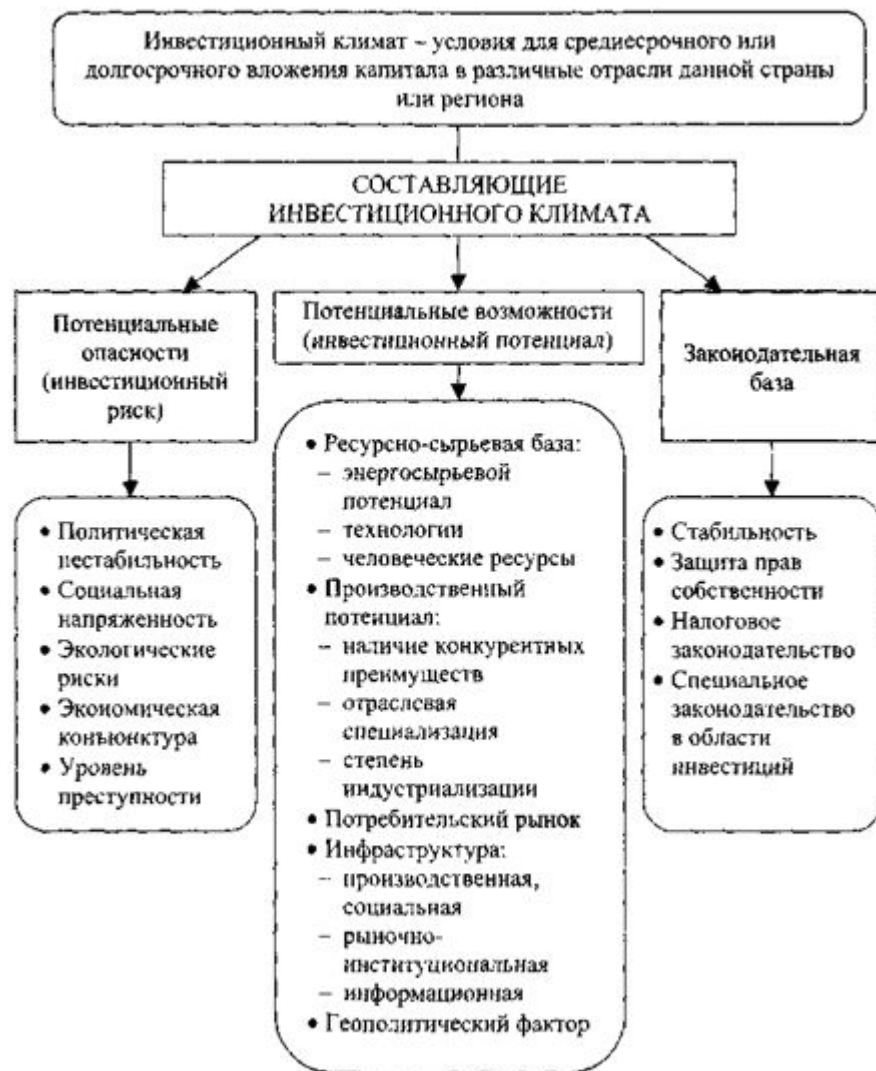 Инвестиционный климат – условия для среднесрочного или
долгосрочного вложения капитала в различные отрасли данной страны
или региона
СОСТАВЛЯЮЩИЕ
ИНВЕСТИЦИОННОГО КЛИМАТА
Потенциальные
опасности
(инвестиционный
риск)
Потенциальные возможности
(инвестиционный потенциал)
Законодательная
база
• Политическая
нестабильность
• Социальная
напряженность
• Экологические
риски
• Экономическая
конъюнктура
• Уровень
преступности
• Ресурсно-сырьевая база:
– энергосырьевой
потенциал
– технологии
– человеческие ресурсы
• Производственный
потенциал:
– наличие конкурентных
преимуществ
– отраслевая
специализация
– степень
индустриализации
• Потребительский рынок
• Инфраструктура:
– производственная,
социальная
– рыночно-
институциональная
– информационная
• Геополитический фактор
• Стабильность
• Защита прав
собственности
• Налоговое
законодательство
• Специальное
законодательство
в области
инвестиций